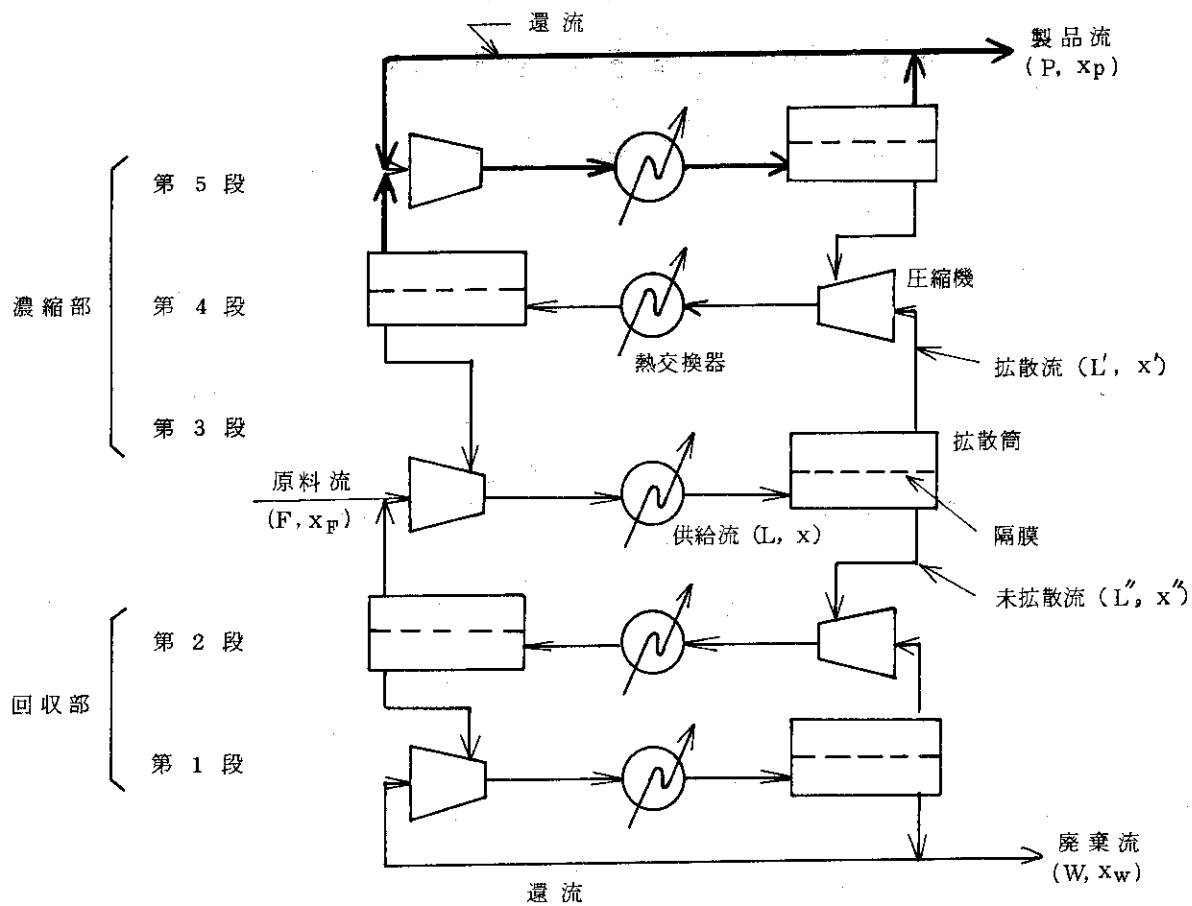 還流
製品流
(P, xp)
第 5 段
濃縮部
第 4 段
圧縮機
熱交換器
拡散流 (L′, x′)
第 3 段
拡散筒
原料流
(F, xF)
供給流 (L, x)
隔膜
未拡散流 (L″, x″)
第 2 段
回収部
第 1 段
廃棄流
(W, xw)
還流